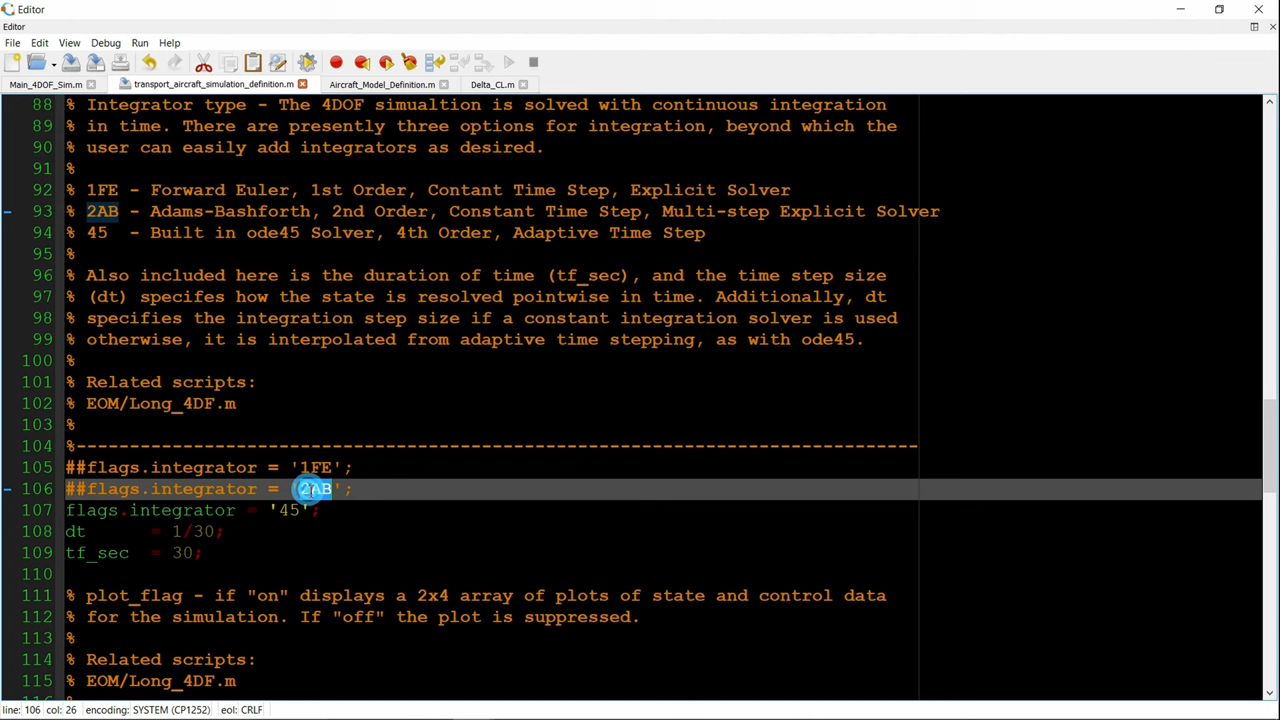 Editor
Editor
File Edit View Debug Run Help
Main_4DOF_Sim.m transport_aircraft_simulation_definition.m Aircraft_Model_Definition.m Delta_CL.m
88 % Integrator type - The 4DOF simualtion is solved with continuous integration
89 % in time. There are presently three options for integration, beyond which the
90 % user can easily add integrators as desired.
91 %
92 % 1FE - Forward Euler, 1st Order, Contant Time Step, Explicit Solver
93 % 2AB - Adams-Bashforth, 2nd Order, Constant Time Step, Multi-step Explicit Solver
94 % 45  - Built in ode45 Solver, 4th Order, Adaptive Time Step
95 %
96 % Also included here is the duration of time (tf_sec), and the time step size
97 % (dt) specifes how the state is resolved pointwise in time. Additionally, dt
98 % specifies the integration step size if a constant integration solver is used
99 % otherwise, it is interpolated from adaptive time stepping, as with ode45.
100 %
101 % Related scripts:
102 % EOM/Long_4DF.m
103 %
104 %-------------------------------------------------------------------------------
105 ##flags.integrator = '1FE';
106 ##flags.integrator = '2AB';
107 flags.integrator = '45';
108 dt      = 1/30;
109 tf_sec  = 30;
110
111 % plot_flag - if "on" displays a 2x4 array of plots of state and control data
112 % for the simulation. If "off" the plot is suppressed.
113 %
114 % Related scripts:
115 % EOM/Long_4DF.m
116 %
line: 106 col: 26 encoding: SYSTEM (CP1252) eol: CRLF